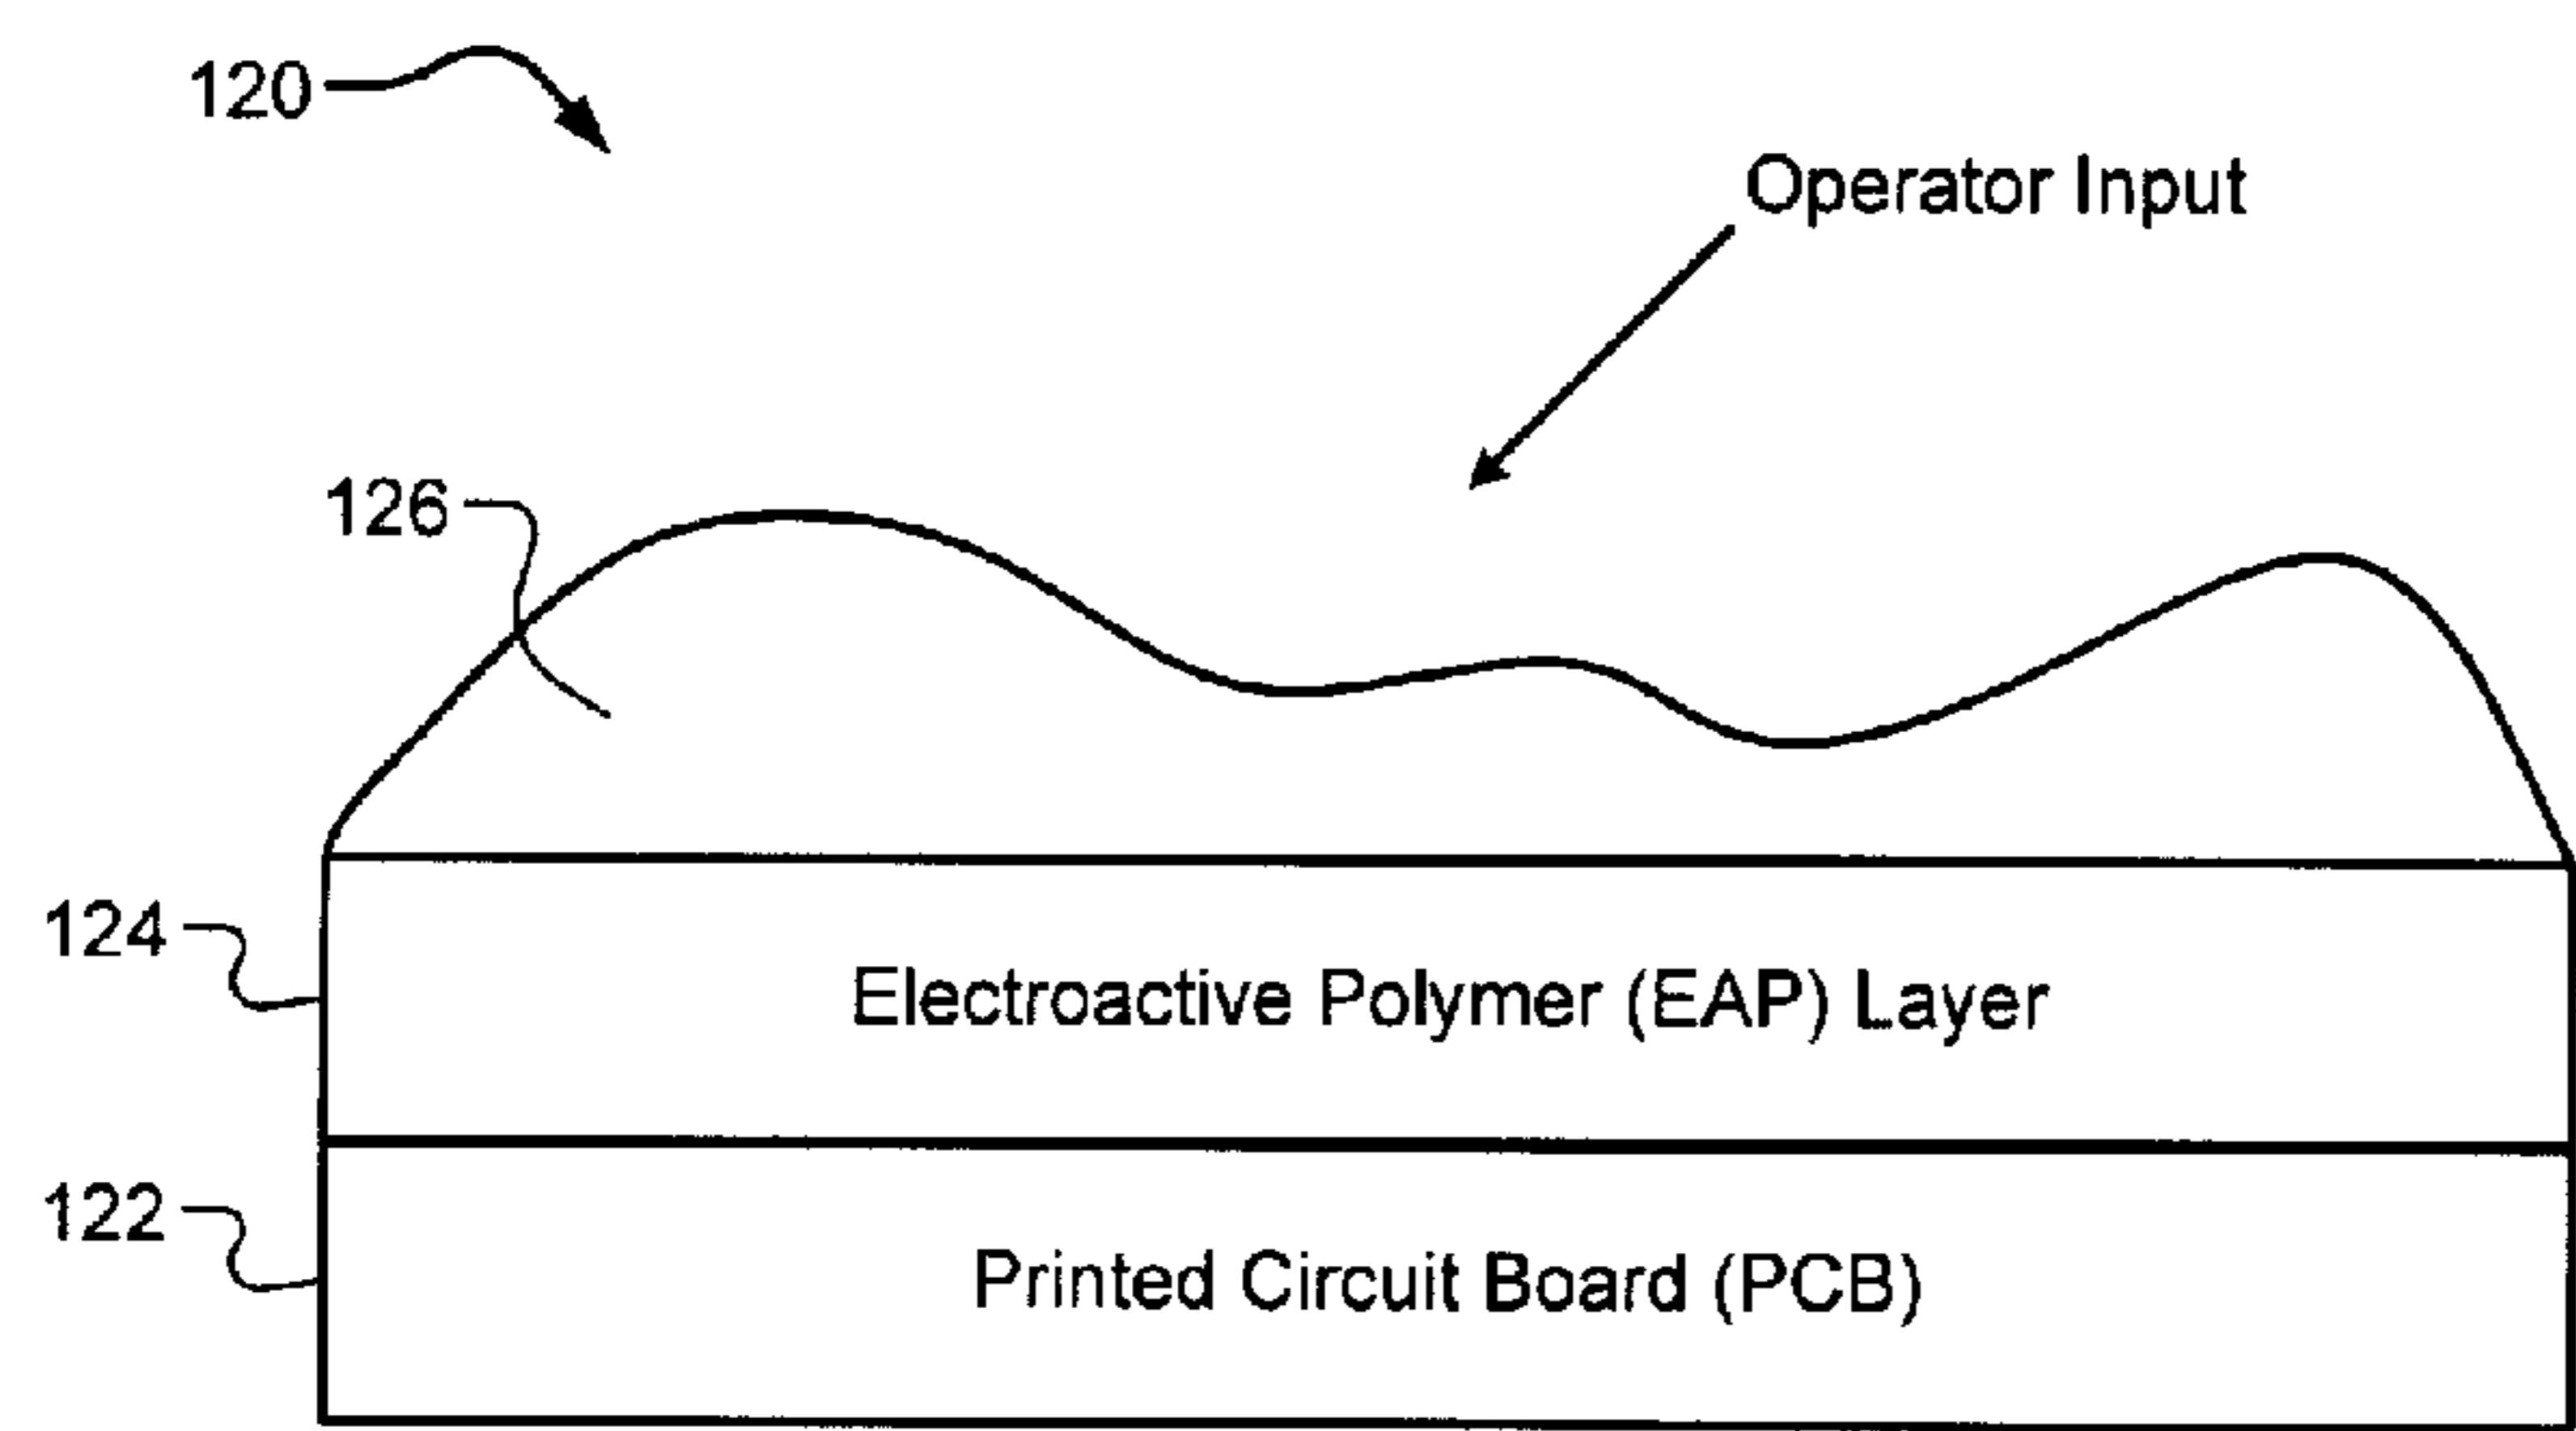 120
Operator Input
126
124
Electroactive Polymer (EAP) Layer
122
Printed Circuit Board (PCB)